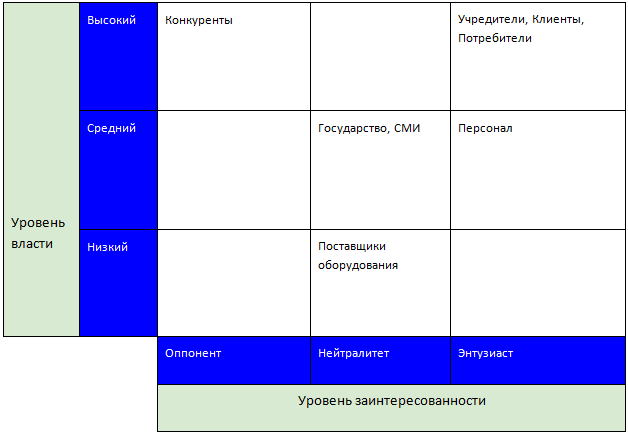 Высокий
Конкуренты
Учредители, Клиенты,
Потребители
Средний
Государство, СМИ
Персонал
Уровень
власти
Низкий
Поставщики
оборудования
Оппонент
Нейтралитет
Энтузиаст
Уровень заинтересованности